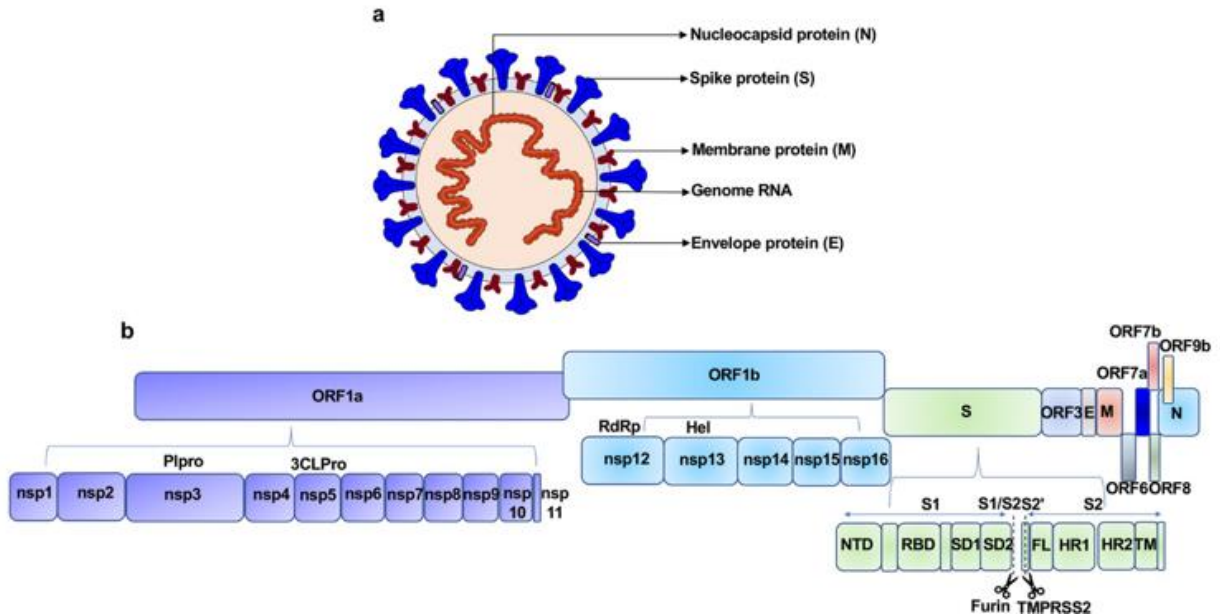 a
Nucleocapsid protein (N)
Spike protein (S)
Membrane protein (M)
Genome RNA
Envelope protein (E)
b
ORF7b
ORF9b
ORF7a
ORF1a
ORF1b
S
ORF3
E
M
N
RdRp
Hel
nsp12
nsp13
nsp14
nsp15
nsp16
Plpro
3CLPro
nsp1
nsp2
nsp3
nsp4
nsp5
nsp6
nsp7
nsp8
nsp9
nsp
10
nsp
11
ORF6
ORF8
S1
S1/S2
S2'
S2
NTD
RBD
SD1
SD2
FL
HR1
HR2
TM
Furin
TMPRSS2